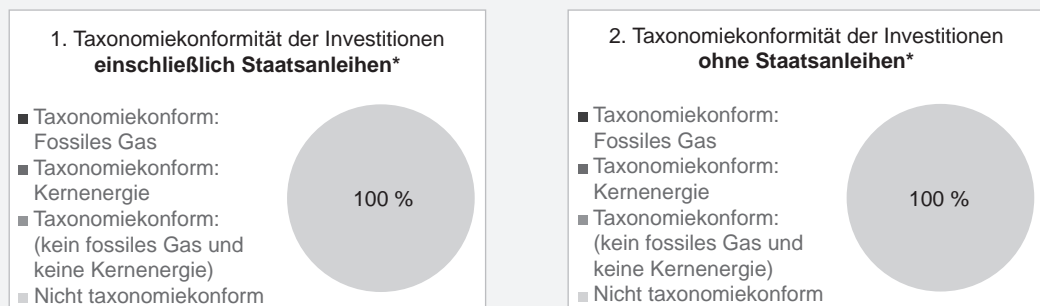 1. Taxonomiekonformität der Investitionen
einschließlich Staatsanleihen*
Taxonomiekonform:
Fossiles Gas
Taxonomiekonform:
Kernenergie
Taxonomiekonform:
(kein fossiles Gas und
keine Kernenergie)
Nicht taxonomiekonform
100 %
2. Taxonomiekonformität der Investitionen
ohne Staatsanleihen*
Taxonomiekonform:
Fossiles Gas
Taxonomiekonform:
Kernenergie
Taxonomiekonform:
(kein fossiles Gas und
keine Kernenergie)
Nicht taxonomiekonform
100 %